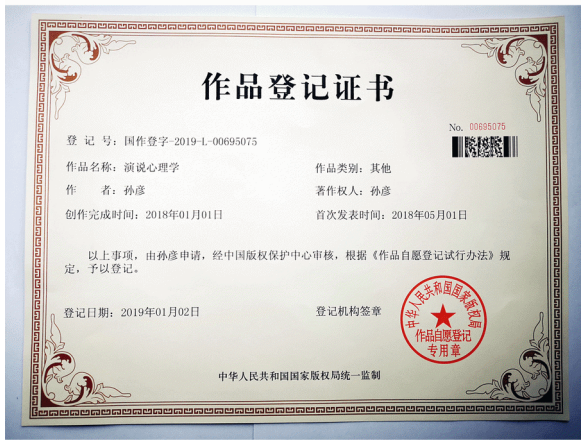 作品登记证书
No. 00695075
登 记 号：国作登字-2019-L-00695075
作品名称：演说心理学 作品类别：其他
作 者：孙彦 著作权人：孙彦
创作完成时间：2018年01月01日 首次发表时间：2018年05月01日
以上事项，由孙彦申请，经中国版权保护中心审核，根据《作品自愿登记试行办法》规
定，予以登记。
登记日期：2019年01月02日 登记机构签章
中华人民共和国国家版权局
作品自愿登记
专用章
中华人民共和国国家版权局统一监制